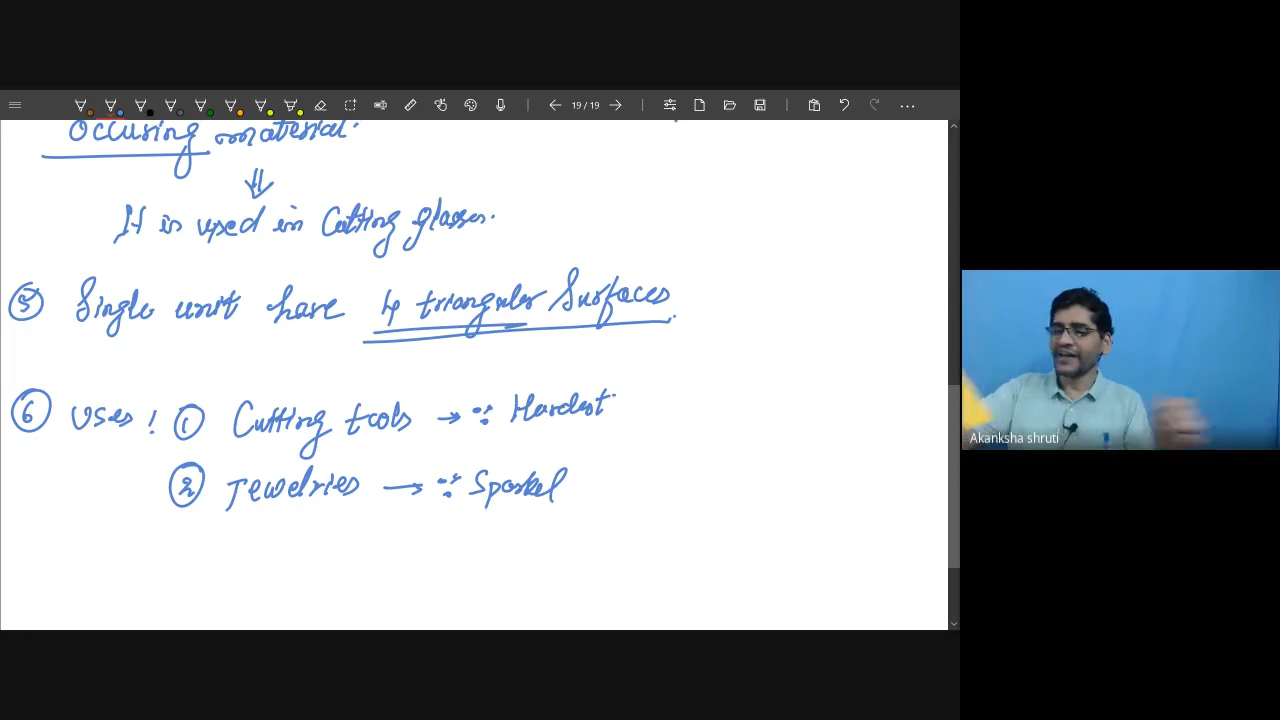 19 / 19
Occuring material.
It is used in Cutting glasses.
5 Single unit have 4 triangular Surfaces.
6 Uses : 1 Cutting tools → ∵ Hardest
2 Jewelries → ∵ Sparkel
Akanksha shruti